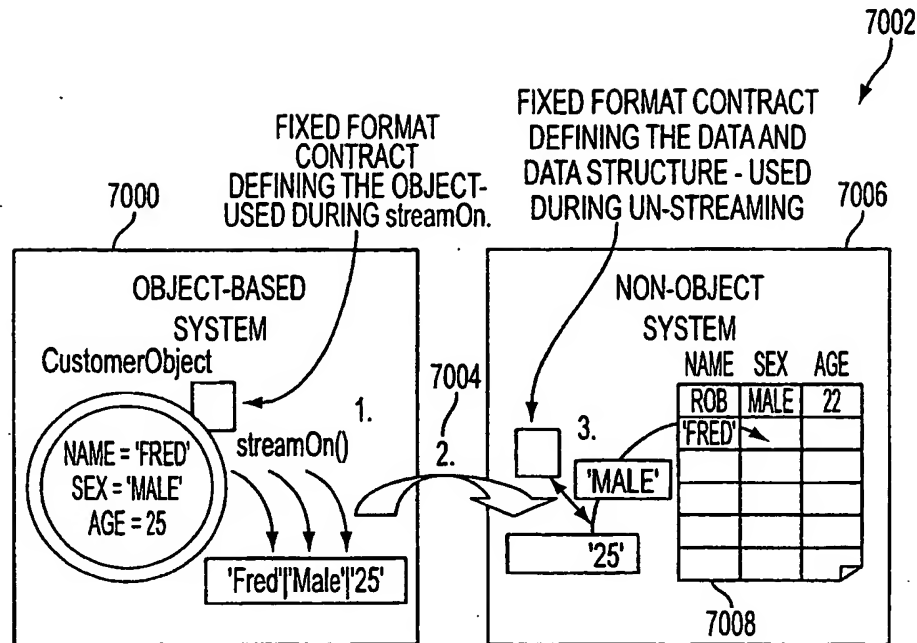 7002
FIXED FORMAT
CONTRACT
DEFINING THE OBJECT-
USED DURING streamOn.
FIXED FORMAT CONTRACT
DEFINING THE DATA AND
DATA STRUCTURE - USED
DURING UN-STREAMING
7000
7006
OBJECT-BASED
SYSTEM
CustomerObject
NAME = 'FRED'
SEX = 'MALE'
AGE = 25
1.
streamOn()
'Fred'|'Male'|'25'
7004
2.
NON-OBJECT
SYSTEM
3.
'MALE'
'25'
NAME SEX AGE
ROB MALE 22
'FRED'
7008